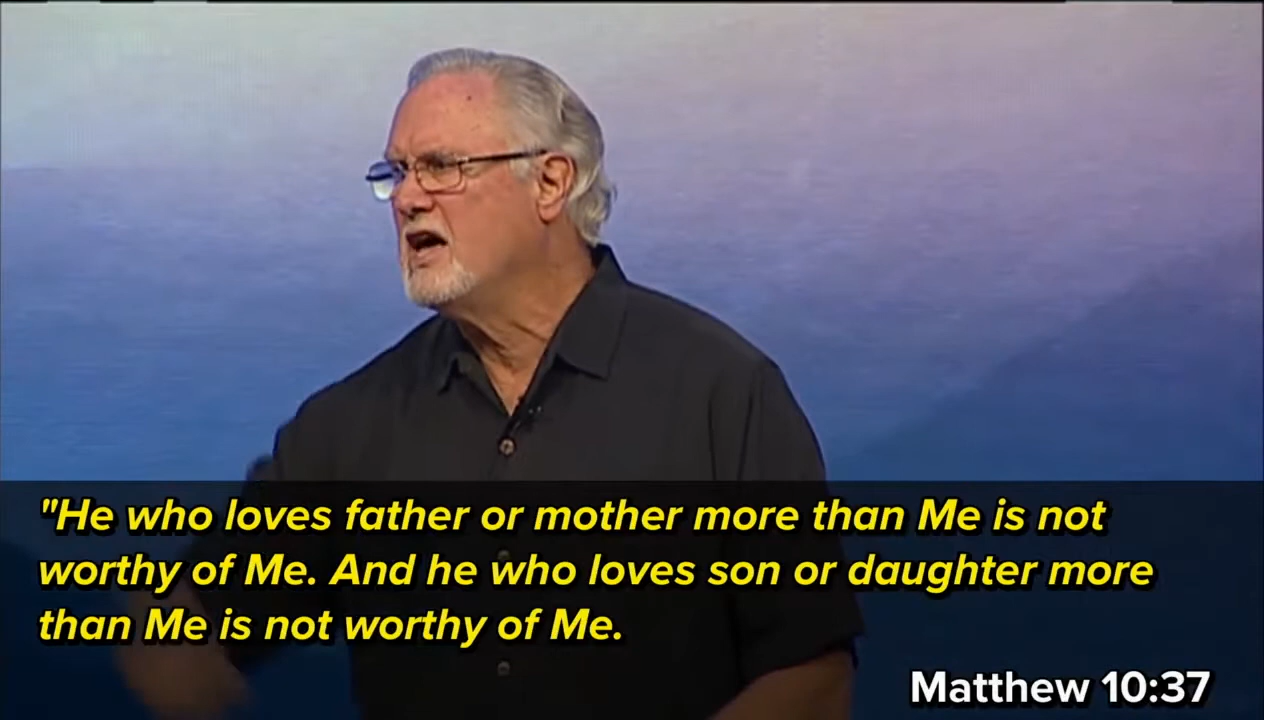 "He who loves father or mother more than Me is not
worthy of Me. And he who loves son or daughter more
than Me is not worthy of Me.
Matthew 10:37